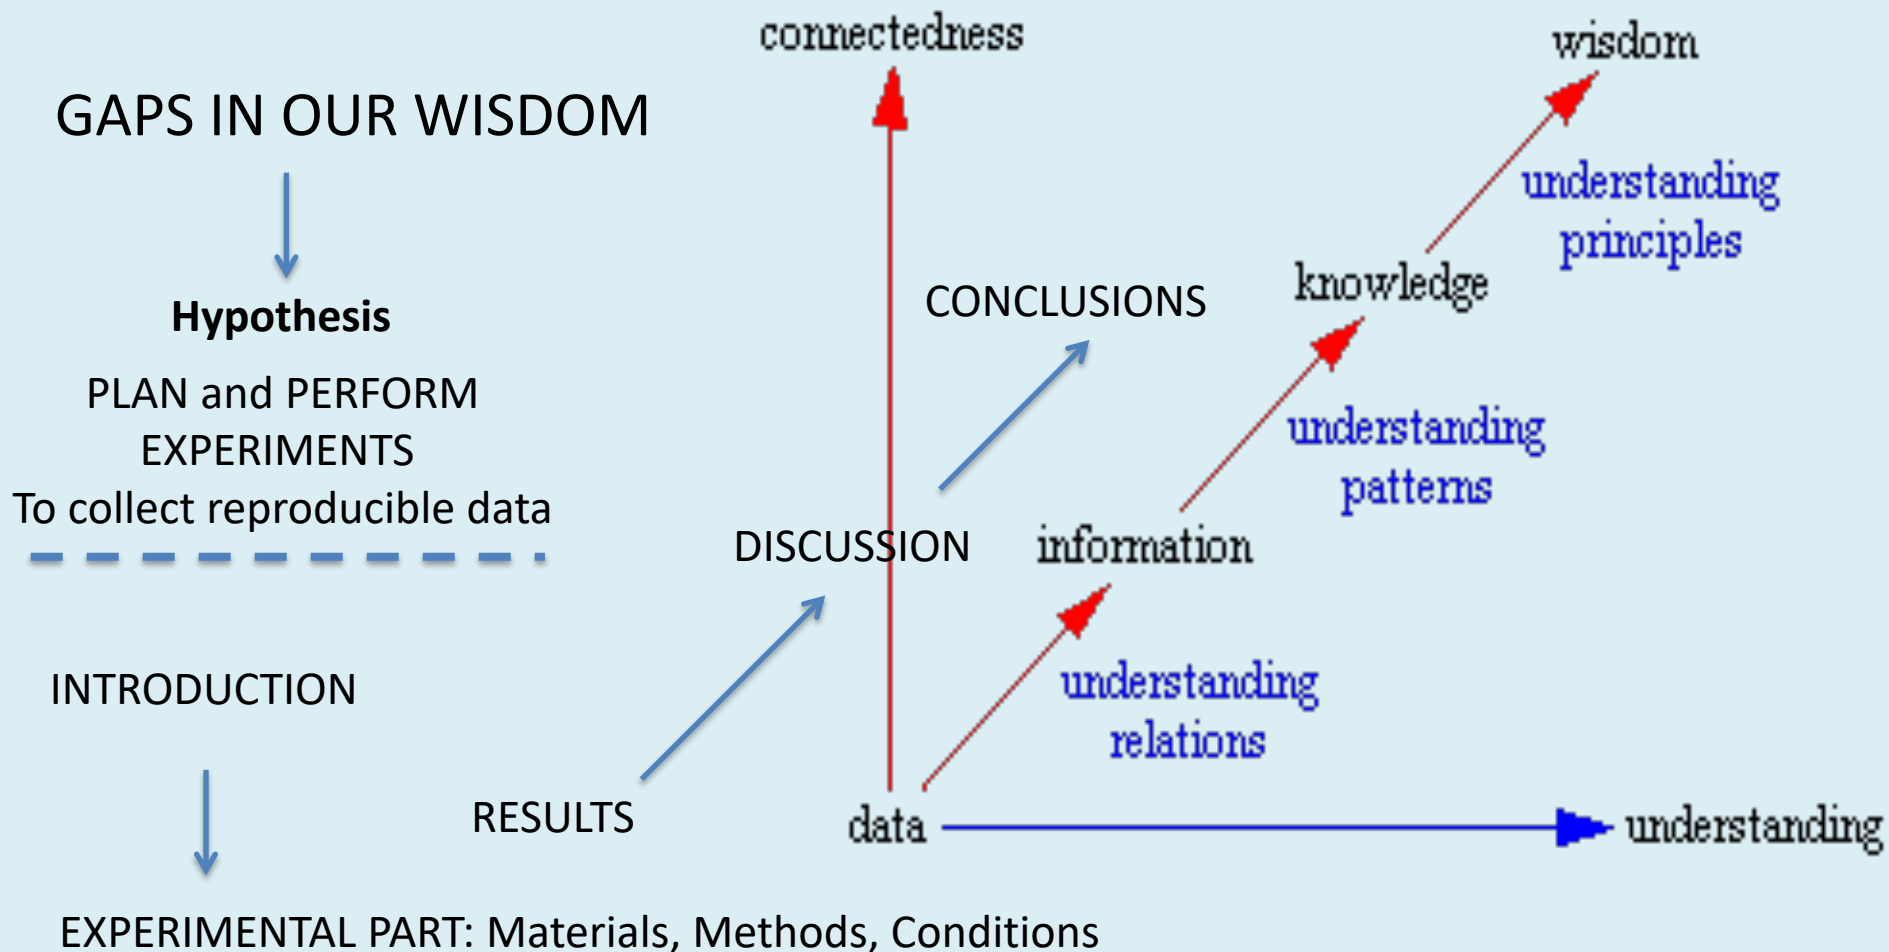 GAPS IN OUR WISDOM
Hypothesis
PLAN and PERFORM
EXPERIMENTS
To collect reproducible data
INTRODUCTION
EXPERIMENTAL PART: Materials, Methods, Conditions
RESULTS
DISCUSSION
CONCLUSIONS
connectedness
wisdom
understanding
principles
knowledge
understanding
patterns
information
understanding
relations
data
understanding